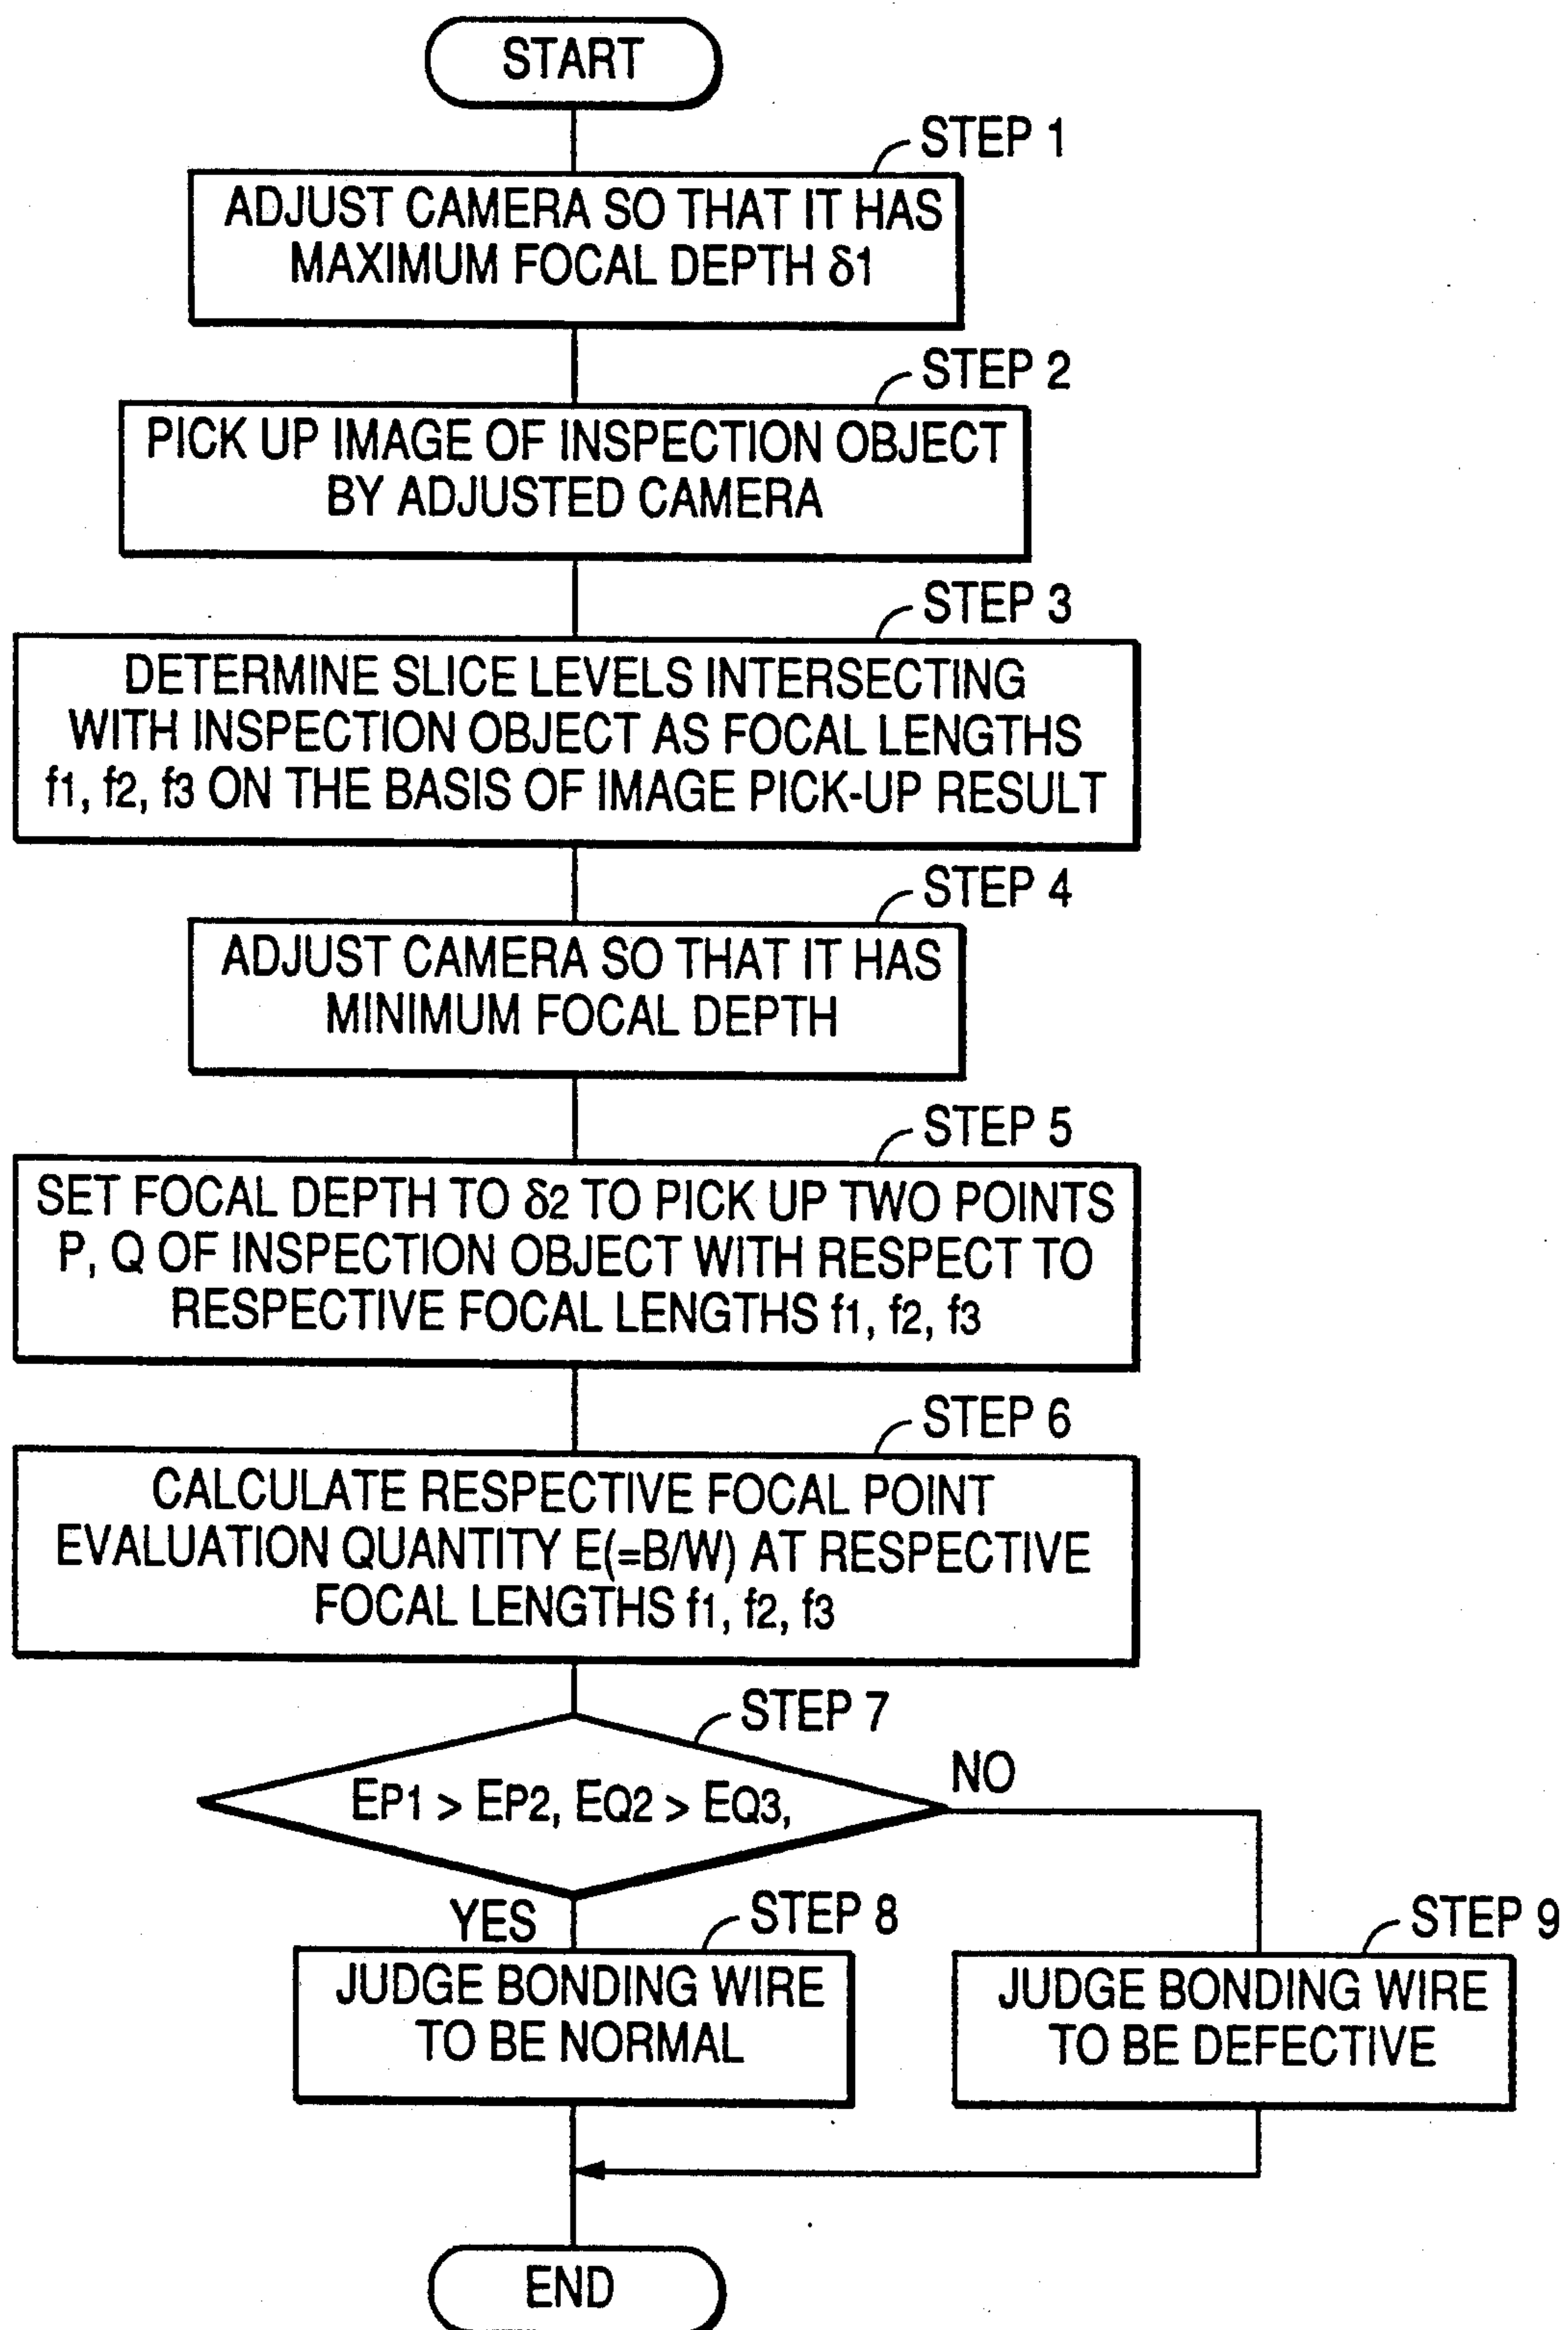 START
STEP 1
ADJUST CAMERA SO THAT IT HAS
MAXIMUM FOCAL DEPTH δ1
STEP 2
PICK UP IMAGE OF INSPECTION OBJECT
BY ADJUSTED CAMERA
STEP 3
DETERMINE SLICE LEVELS INTERSECTING
WITH INSPECTION OBJECT AS FOCAL LENGTHS
f1, f2, f3 ON THE BASIS OF IMAGE PICK-UP RESULT
STEP 4
ADJUST CAMERA SO THAT IT HAS
MINIMUM FOCAL DEPTH
STEP 5
SET FOCAL DEPTH TO δ2 TO PICK UP TWO POINTS
P, Q OF INSPECTION OBJECT WITH RESPECT TO
RESPECTIVE FOCAL LENGTHS f1, f2, f3
STEP 6
CALCULATE RESPECTIVE FOCAL POINT
EVALUATION QUANTITY E(=B/W) AT RESPECTIVE
FOCAL LENGTHS f1, f2, f3
STEP 7
EP1 > EP2, EQ2 > EQ3,
NO
YES
STEP 8
JUDGE BONDING WIRE
TO BE NORMAL
STEP 9
JUDGE BONDING WIRE
TO BE DEFECTIVE
END